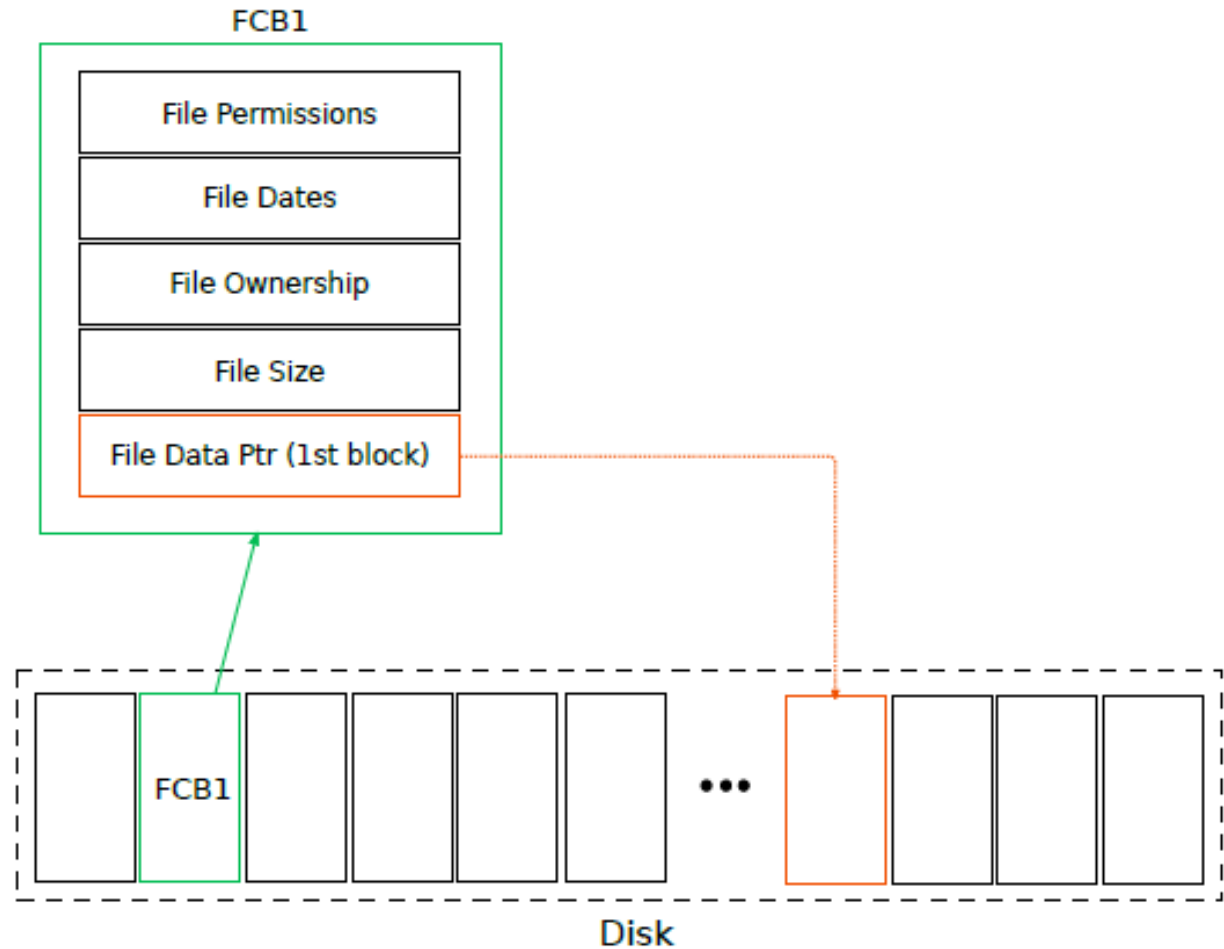 FCB1
File Permissions
File Dates
File Ownership
File Size
File Data Ptr (1st block)
FCB1
Disk